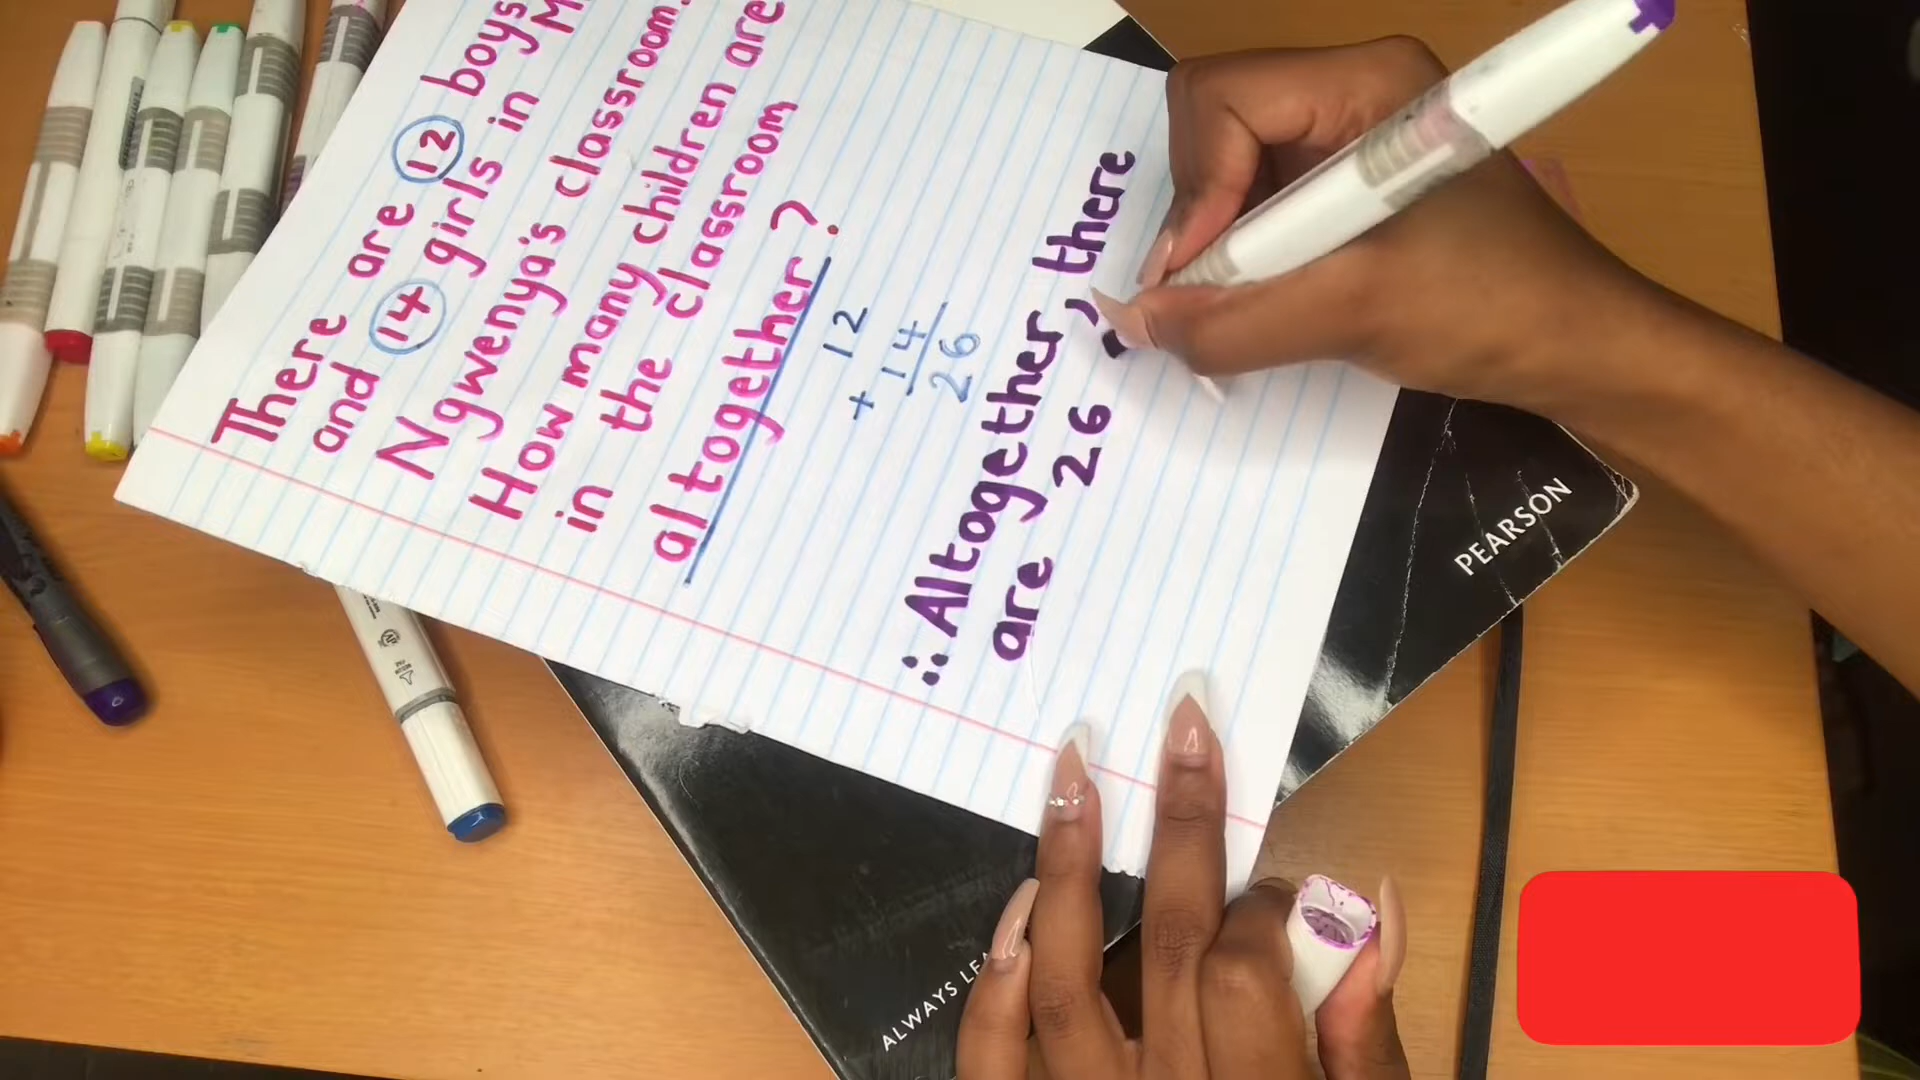 There are 12 boys
and 14 girls in M
Ngwenya's classroom.
How many children are
in the classroom
altogether?
12
+ 14
26
∴ Altogether, there
are 26
PEARSON
ALWAYS